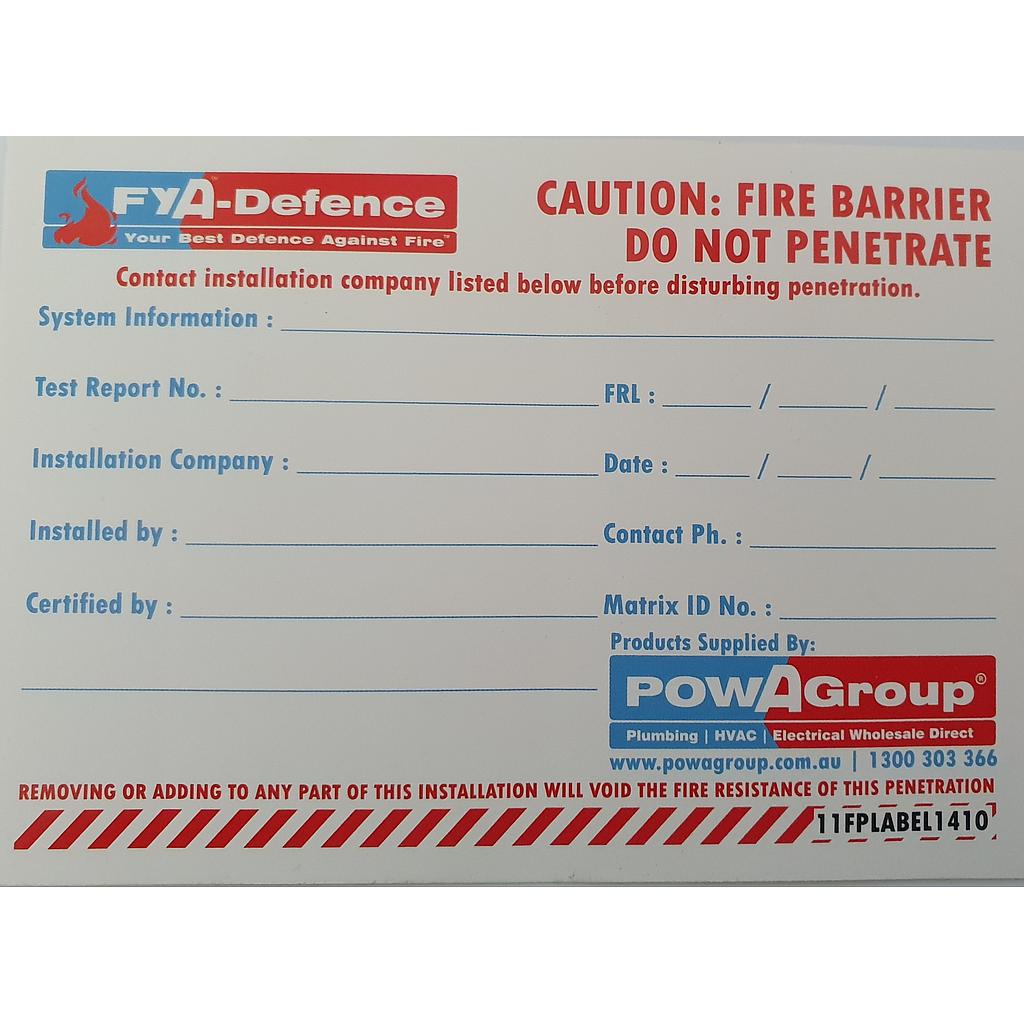 FYA-Defence™
Your Best Defence Against Fire™
CAUTION: FIRE BARRIER
DO NOT PENETRATE
Contact installation company listed below before disturbing penetration.
System Information :
Test Report No. : FRL : / /
Installation Company : Date : / /
Installed by : Contact Ph. :
Certified by : Matrix ID No. :
Products Supplied By:
POWAGroup®
Plumbing | HVAC | Electrical Wholesale Direct
www.powagroup.com.au | 1300 303 366
REMOVING OR ADDING TO ANY PART OF THIS INSTALLATION WILL VOID THE FIRE RESISTANCE OF THIS PENETRATION
11FPLABEL1410